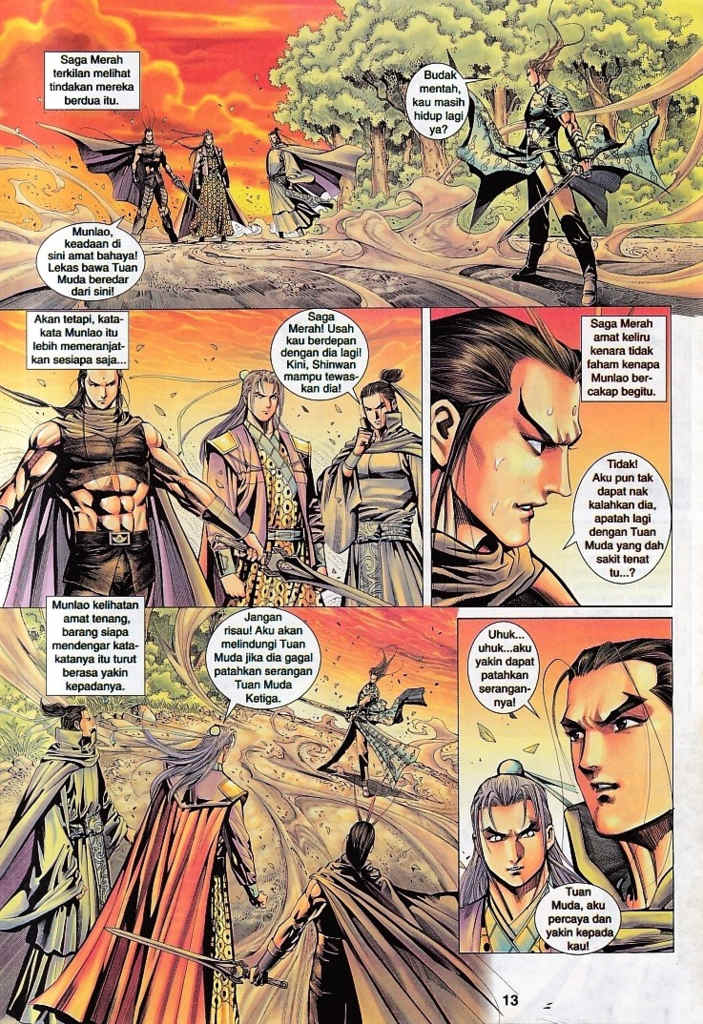 Saga Merah
terkilan melihat
tindakan mereka
berdua itu.
Budak
mentah,
kau masih
hidup lagi
ya?
Munlao,
keadaan di
sini amat bahaya!
Lekas bawa Tuan
Muda beredar
dari sini!
Akan tetapi, kata-
kata Munlao itu
lebih memeranjat-
kan sesiapa saja...
Saga
Merah! Usah
kau berdepan
dengan dia lagi!
Kini, Shinwan
mampu tewas-
kan dia!
Saga Merah
amat keliru
kenara tidak
faham kenapa
Munlao ber-
cakap begitu.
Tidak!
Aku pun tak
dapat nak
kalahkan dia,
apatah lagi
dengan Tuan
Muda yang dah
sakit tenat
tu...?
Munlao kelihatan
amat tenang,
barang siapa
mendengar kata-
katanya itu turut
berasa yakin
kepadanya.
Jangan
risau! Aku akan
melindungi Tuan
Muda jika dia gagal
patahkan serangan
Tuan Muda
Ketiga.
Uhuk...
uhuk...aku
yakin dapat
patahkan
serangan-
nya!
Tuan
Muda, aku
percaya dan
yakin kepada
kau!
13